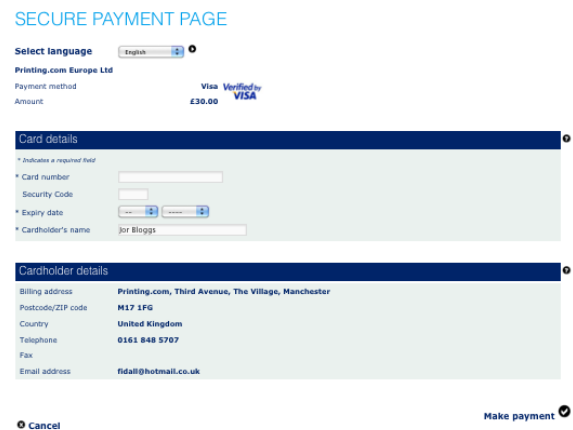 SECURE PAYMENT PAGE
Select language English
Printing.com Europe Ltd
Payment method Visa Verified by VISA
Amount £30.00
Card details
* Indicates a required field
* Card number
Security Code
* Expiry date -- ----
* Cardholder's name Jor Bloggs
Cardholder details
Billing address Printing.com, Third Avenue, The Village, Manchester
Postcode/ZIP code M17 1FG
Country United Kingdom
Telephone 0161 848 5707
Fax
Email address fidall@hotmail.co.uk
Make payment
Cancel